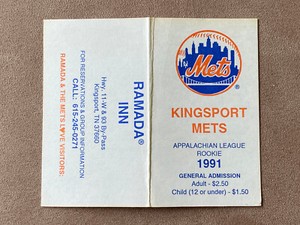 RAMADA & THE METS LOVE VISITORS:
FOR RESERVATIONS & GROUP INFORMATION
CALL: 615-245-0271
Hwy. 11-W & 93 By-Pass
Kingsport, TN 37660
RAMADA®
INN
Mets
KINGSPORT
METS
APPALACHIAN LEAGUE
ROOKIE
1991
GENERAL ADMISSION
Adult - $2.50
Child (12 or under) - $1.50